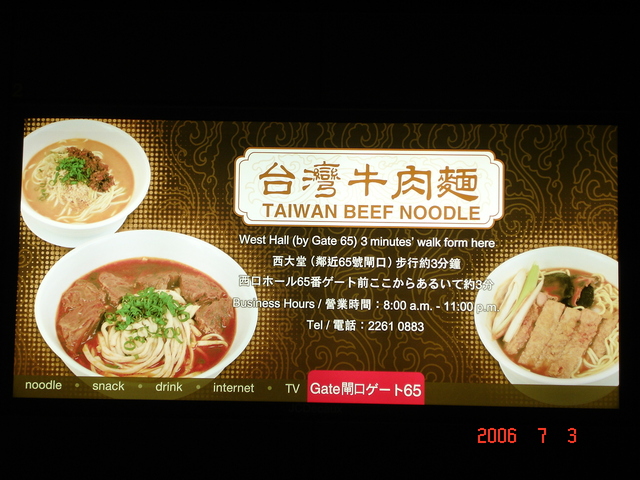 台灣牛肉麵
TAIWAN BEEF NOODLE
West Hall (by Gate 65) 3 minutes' walk form here
西大堂（鄰近65號閘口）步行約3分鐘
西口ホール65番ゲート前ここからあるいて約3分
Business Hours / 營業時間：8:00 a.m. - 11:00 p.m.
Tel / 電話：2261 0883
noodle • snack • drink • internet • TV Gate閘口ゲート65
2006 7 3